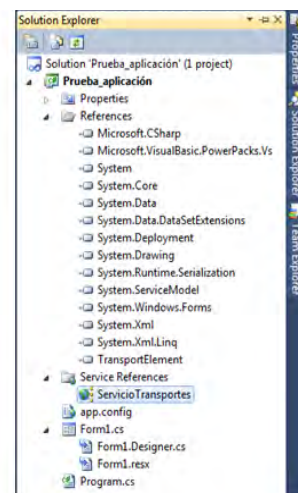 Solution Explorer
Solution 'Prueba_aplicación' (1 project)
Prueba_aplicación
Properties
References
Microsoft.CSharp
Microsoft.VisualBasic.PowerPacks.Vs
System
System.Core
System.Data
System.Data.DataSetExtensions
System.Deployment
System.Drawing
System.Runtime.Serialization
System.ServiceModel
System.Windows.Forms
System.Xml
System.Xml.Linq
TransportElement
Service References
ServicioTransportes
app.config
Form1.cs
Form1.Designer.cs
Form1.resx
Program.cs
Properties
Solution Explorer
Team Explorer